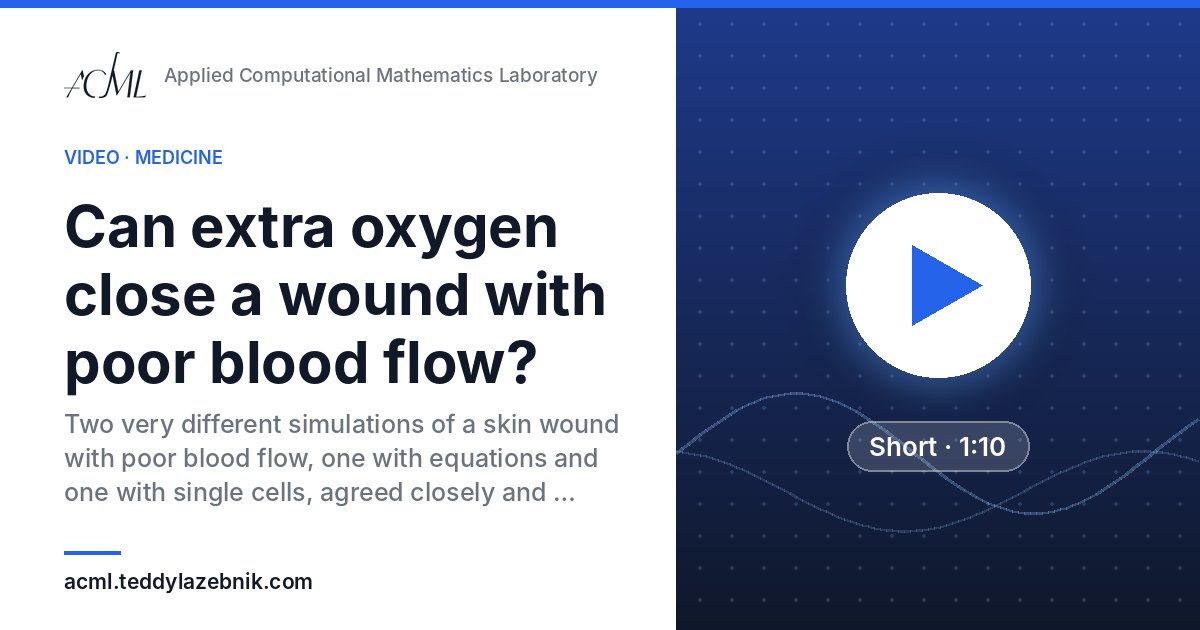 ACML
Applied Computational Mathematics Laboratory
VIDEO · MEDICINE
Can extra oxygen
close a wound with
poor blood flow?
Two very different simulations of a skin wound
with poor blood flow, one with equations and
one with single cells, agreed closely and ...
acml.teddylazebnik.com
Short · 1:10